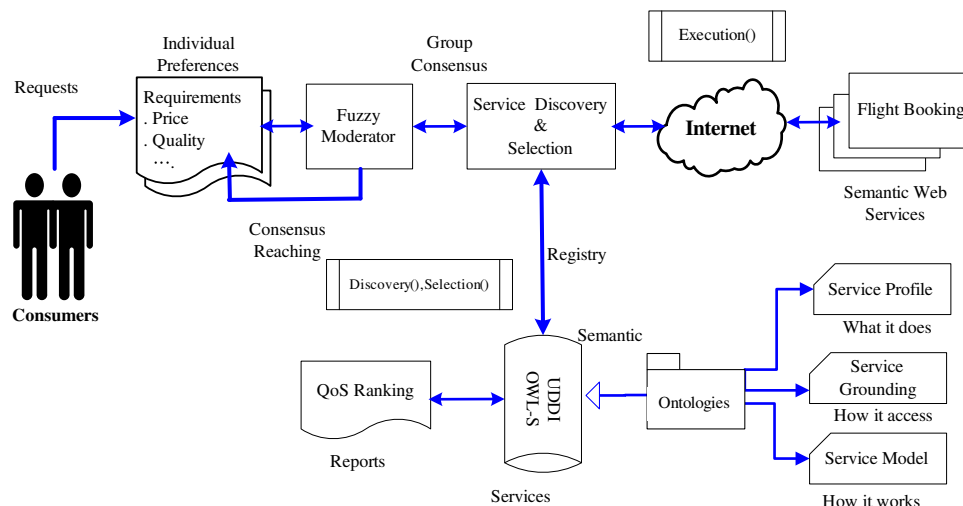 Requests
Individual
Preferences
Requirements
. Price
. Quality
….
Fuzzy
Moderator
Group
Consensus
Service Discovery
&
Selection
Execution()
Internet
Flight Booking
Semantic Web
Services
Consensus
Reaching
Consumers
Discovery(),Selection()
Registry
Semantic
UDDI
OWL-S
Services
QoS Ranking
Reports
Ontologies
Service Profile
What it does
Service
Grounding
How it access
Service Model
How it works